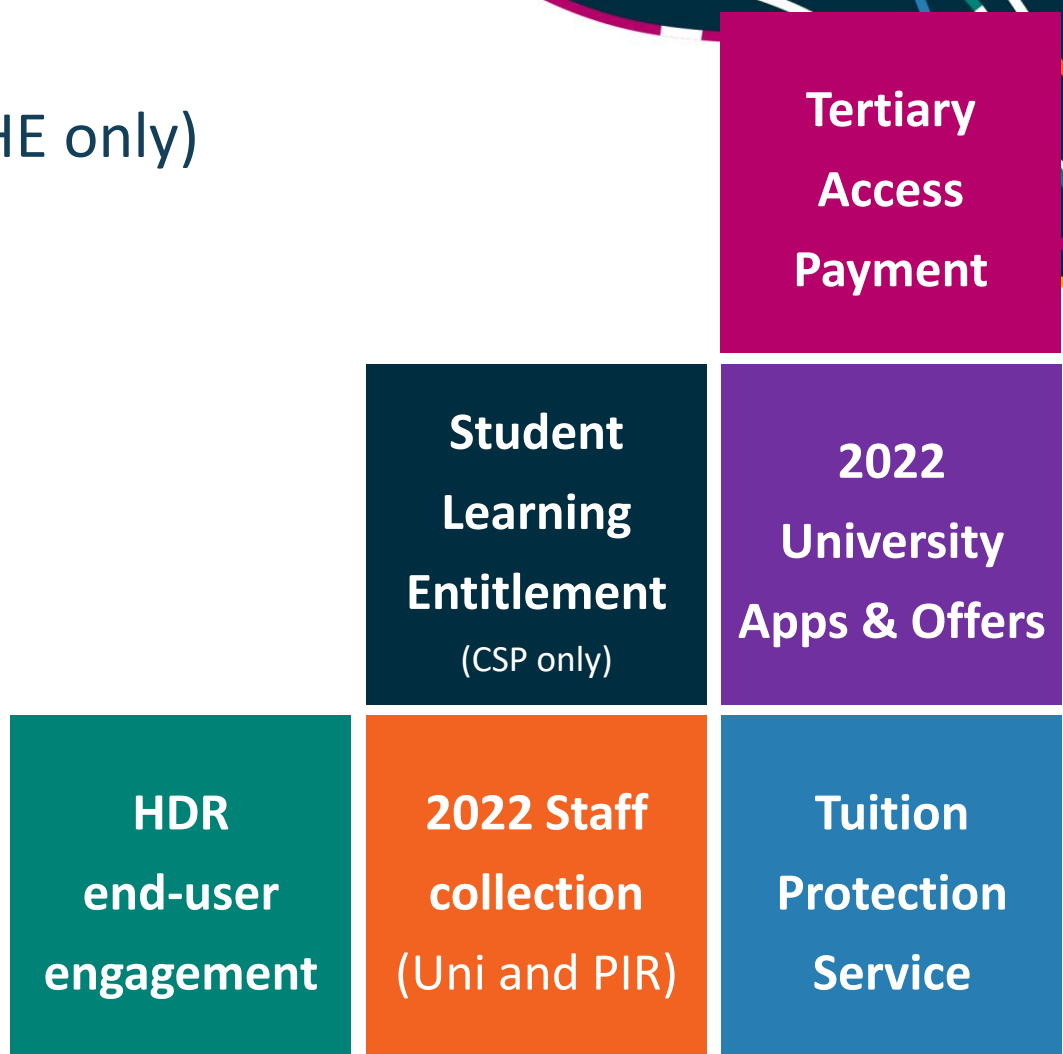 HE only)
Tertiary
Access
Payment
Student
Learning
Entitlement
(CSP only)
2022
University
Apps & Offers
HDR
end-user
engagement
2022 Staff
collection
(Uni and PIR)
Tuition
Protection
Service